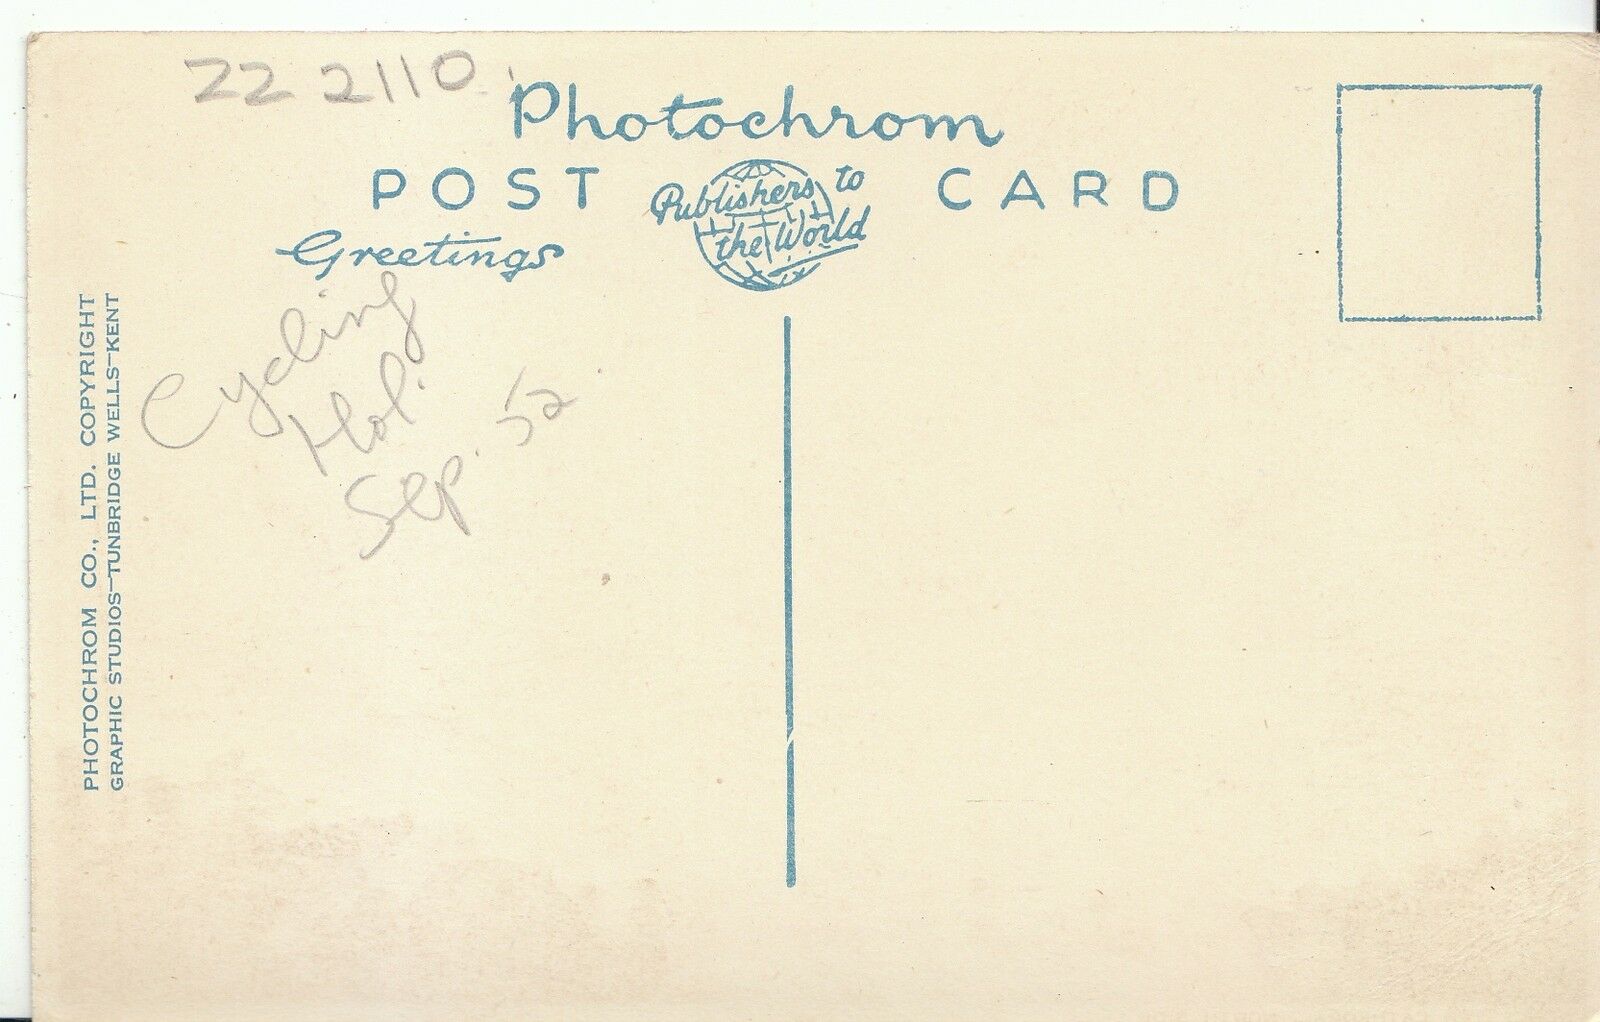 22 2110
Photochrom
POST CARD
Publishers to
the World
Greetings
Cycling
Hol.
Sep. 52
PHOTOCHROM CO., LTD. COPYRIGHT
GRAPHIC STUDIOS—TUNBRIDGE WELLS—KENT